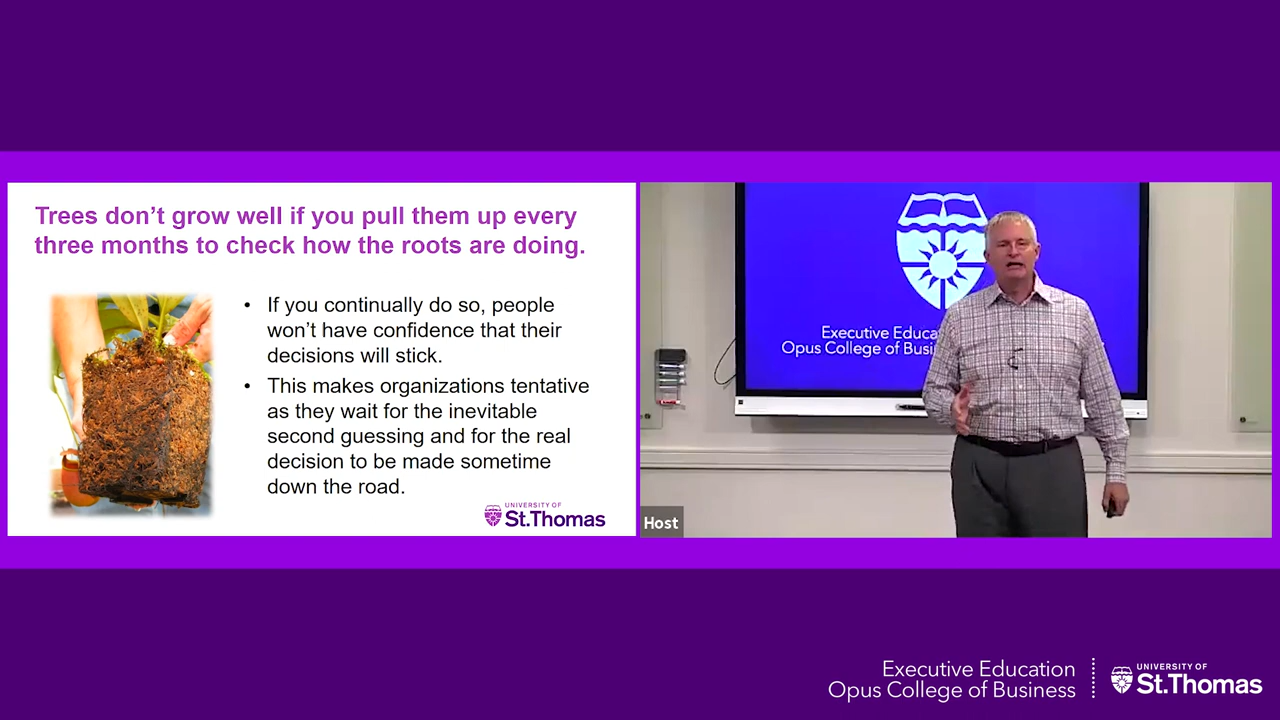 Trees don’t grow well if you pull them up every
three months to check how the roots are doing.
• If you continually do so, people
won’t have confidence that their
decisions will stick.
• This makes organizations tentative
as they wait for the inevitable
second guessing and for the real
decision to be made sometime
down the road.
UNIVERSITY OF
St.Thomas
Executive Educa
Opus College of Busi
Host
Executive Education
Opus College of Business
UNIVERSITY OF
St.Thomas